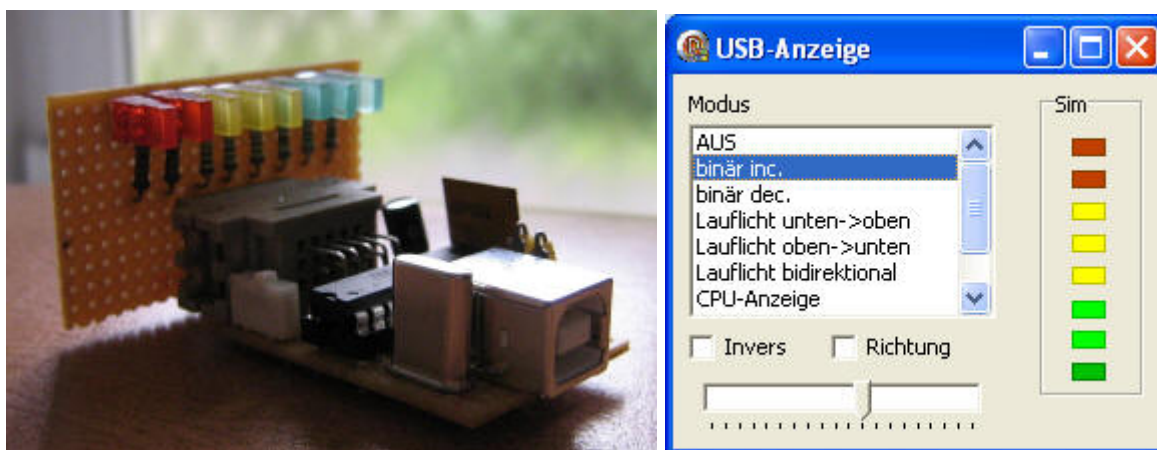 USB-Anzeige
Modus
Sim
AUS
binär inc.
binär dec.
Lauflicht unten->oben
Lauflicht oben->unten
Lauflicht bidirektional
CPU-Anzeige
Invers
Richtung